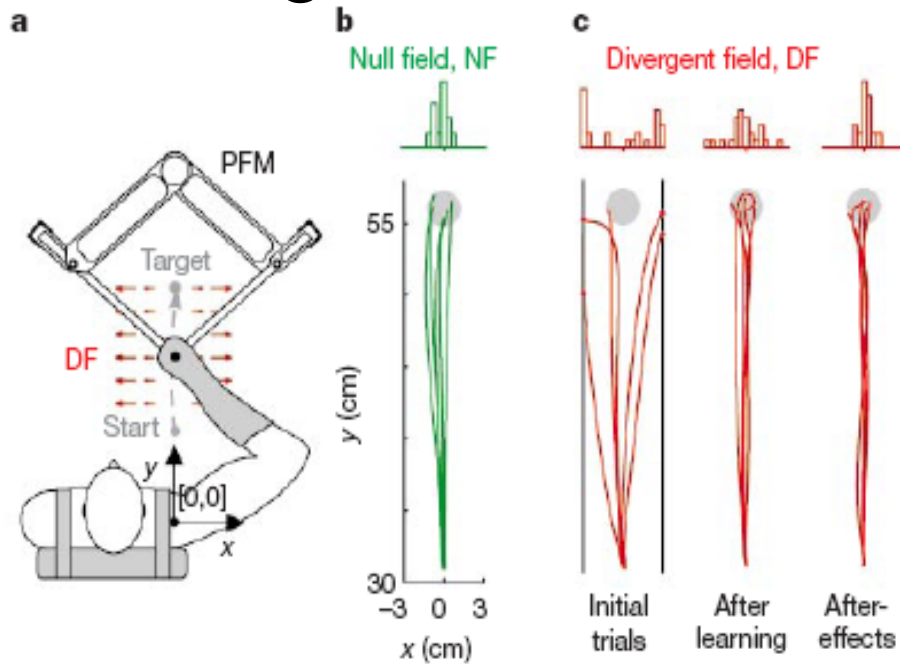 a
PFM
Target
DF
Start
y
[0,0]
x
b
Null field, NF
55
y (cm)
30
−3 0 3
x (cm)
c
Divergent field, DF
Initial
trials
After
learning
After-
effects